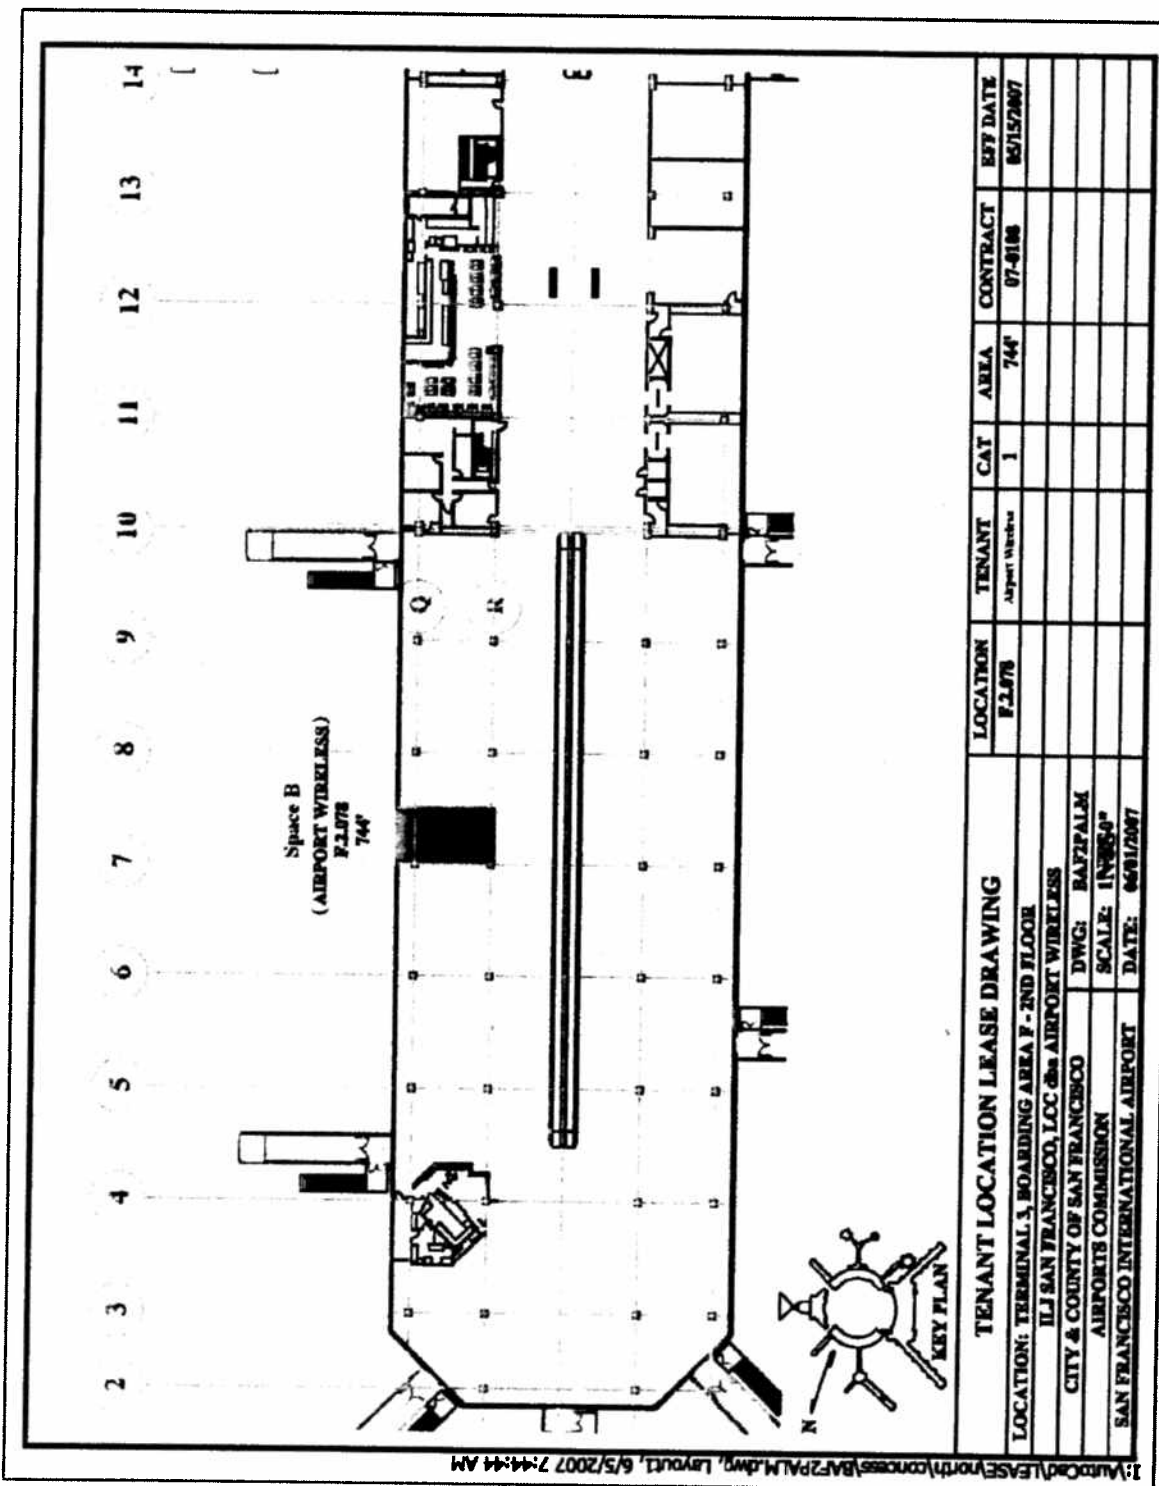 14
13
12
11
10
9
8
7
6
5
4
3
2
Q
R
Space B
(AIRPORT WIRELESS)
F.2.078
744'
N
KEY PLAN
TENANT LOCATION LEASE DRAWING
LOCATION: TERMINAL 3, BOARDING AREA F - 2ND FLOOR
ILJ SAN FRANCISCO, LCC dba AIRPORT WIRELESS
CITY & COUNTY OF SAN FRANCISCO
AIRPORTS COMMISSION
SAN FRANCISCO INTERNATIONAL AIRPORT
DWG: BAF2PALM
SCALE:
DATE: 06/01/2007
LOCATION TENANT CAT AREA CONTRACT EFF DATE
F.2.078 Airport Wireless 1 744' 07-0108 05/15/2007
I:\AutoCad\LEASE\north\concess\BAF2PALM.dwg, Layout1, 6/5/2007 7:44:44 AM